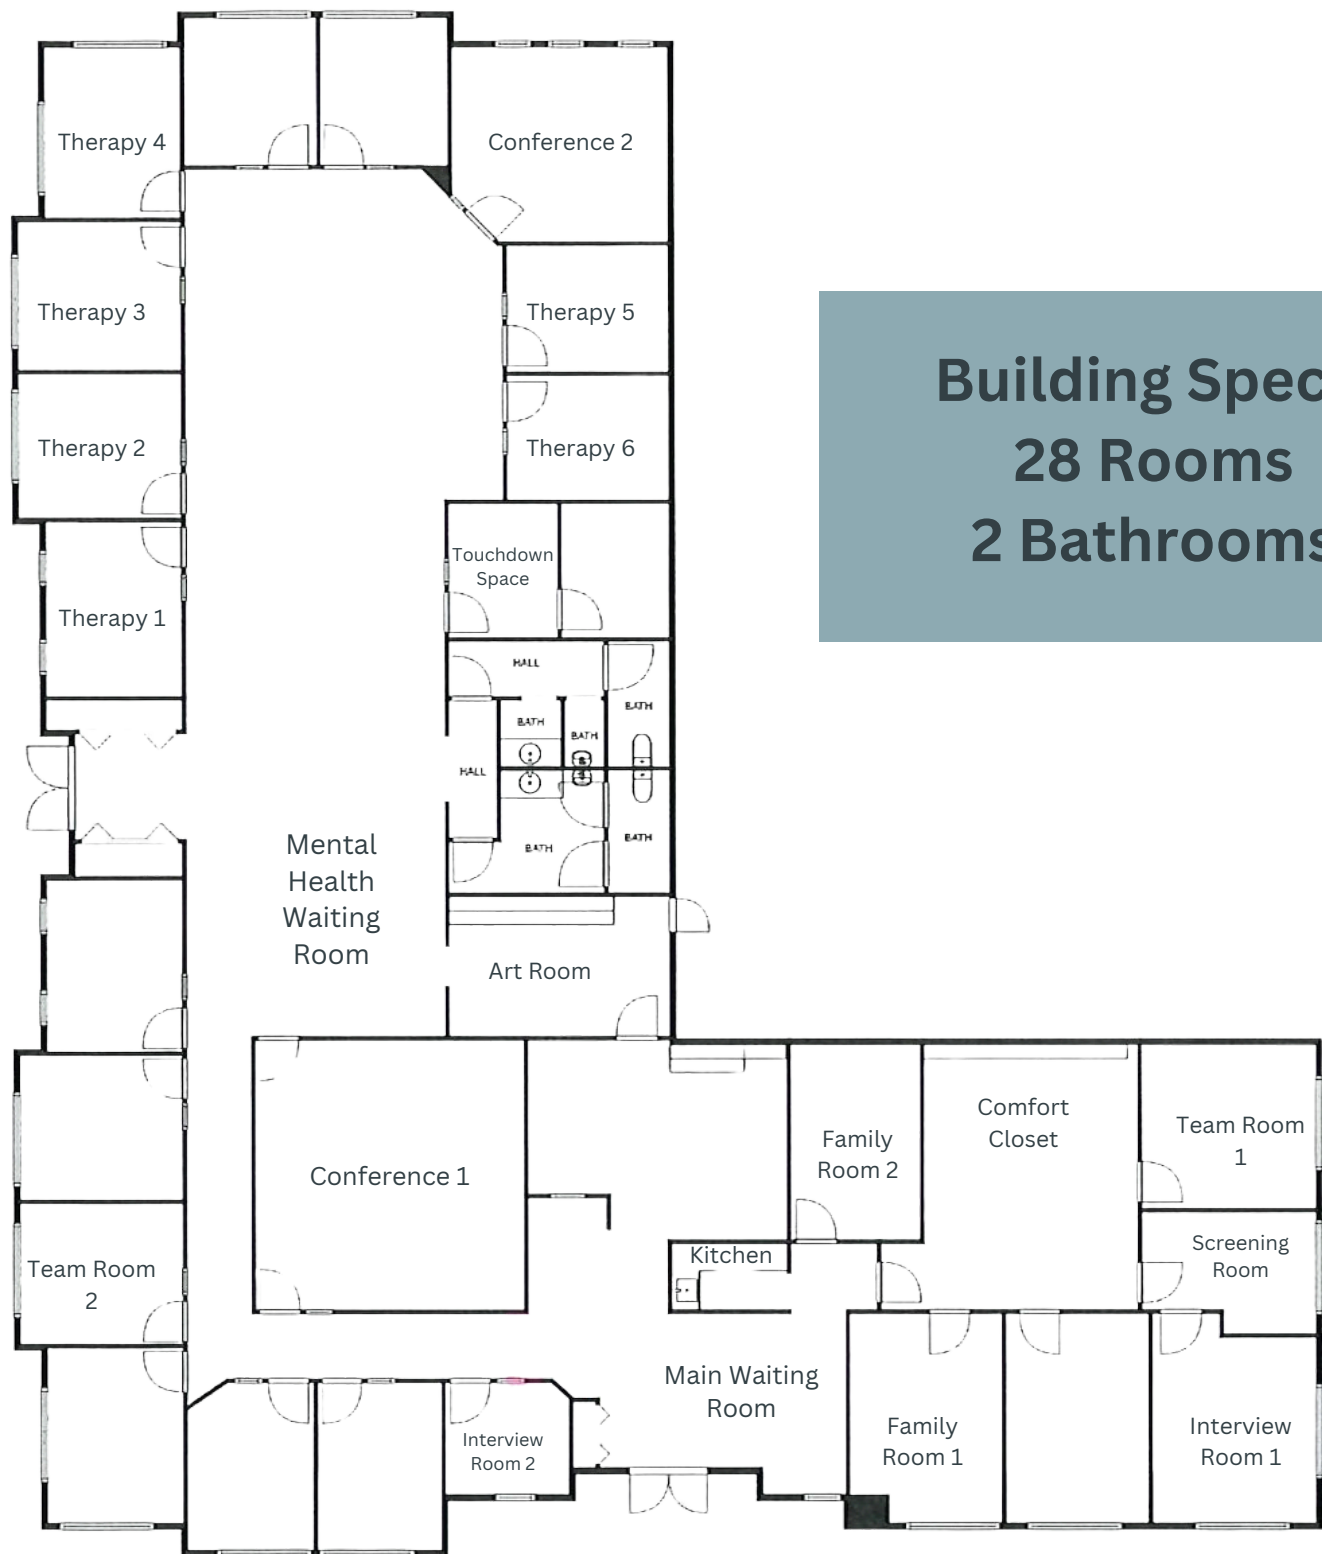 Therapy 4
Conference 2
Therapy 3
Therapy 5
Building Spec
28 Rooms
2 Bathrooms
Therapy 2
Therapy 6
Touchdown
Space
Therapy 1
HALL
BATH
BATH
BATH
HALL
BATH
BATH
Mental
Health
Waiting
Room
Art Room
Conference 1
Family
Room 2
Comfort
Closet
Team Room
1
Team Room
2
Kitchen
Screening
Room
Main Waiting
Room
Interview
Room 2
Family
Room 1
Interview
Room 1